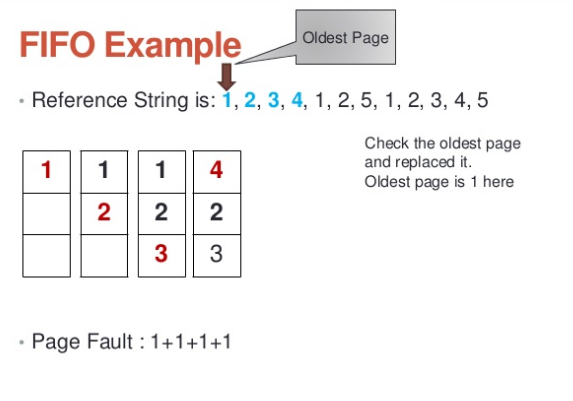 FIFO Example
Oldest Page
• Reference String is: 1, 2, 3, 4, 1, 2, 5, 1, 2, 3, 4, 5
Check the oldest page
and replaced it.
Oldest page is 1 here
1 1 1 4
2 2 2
3 3
• Page Fault : 1+1+1+1